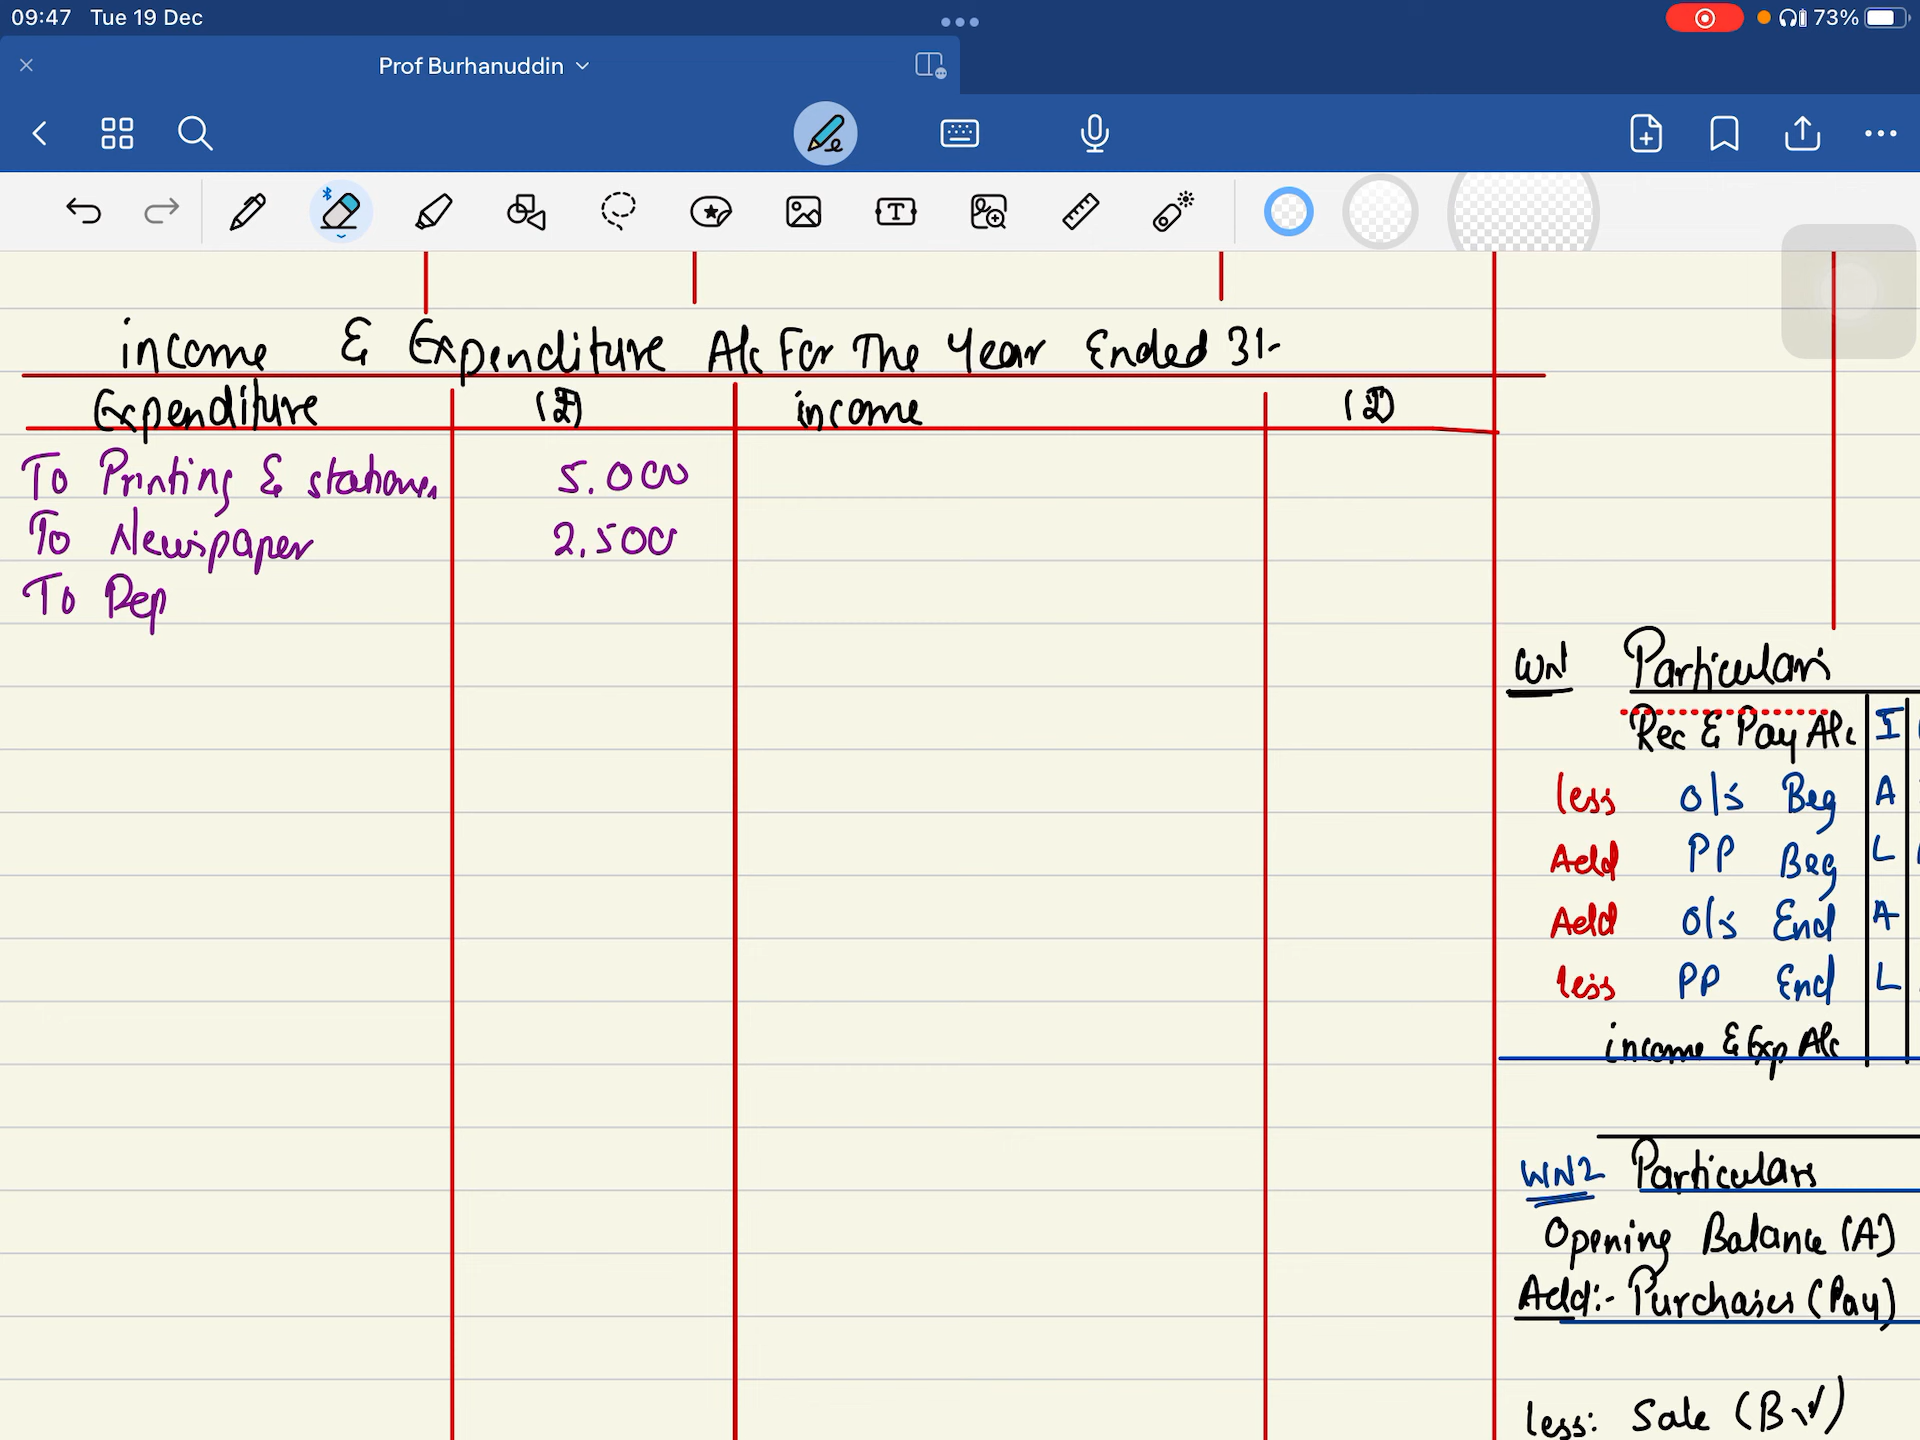 09:47 Tue 19 Dec
73%
Prof Burhanuddin
income & Expenditure A/c For The Year Ended 31-
Expenditure (₹) income (₹)
To Printing & stationery 5,000
To Newspaper 2,500
To Dep
WN1 Particulars
Rec & Pay A/c I
less o/s Beg A
Add PP Beg L
Add o/s End A
less PP End L
income & Exp A/c
WN2 Particulars
Opening Balance (A)
Add:- Purchases (Pay)
less: Sale (B.V)